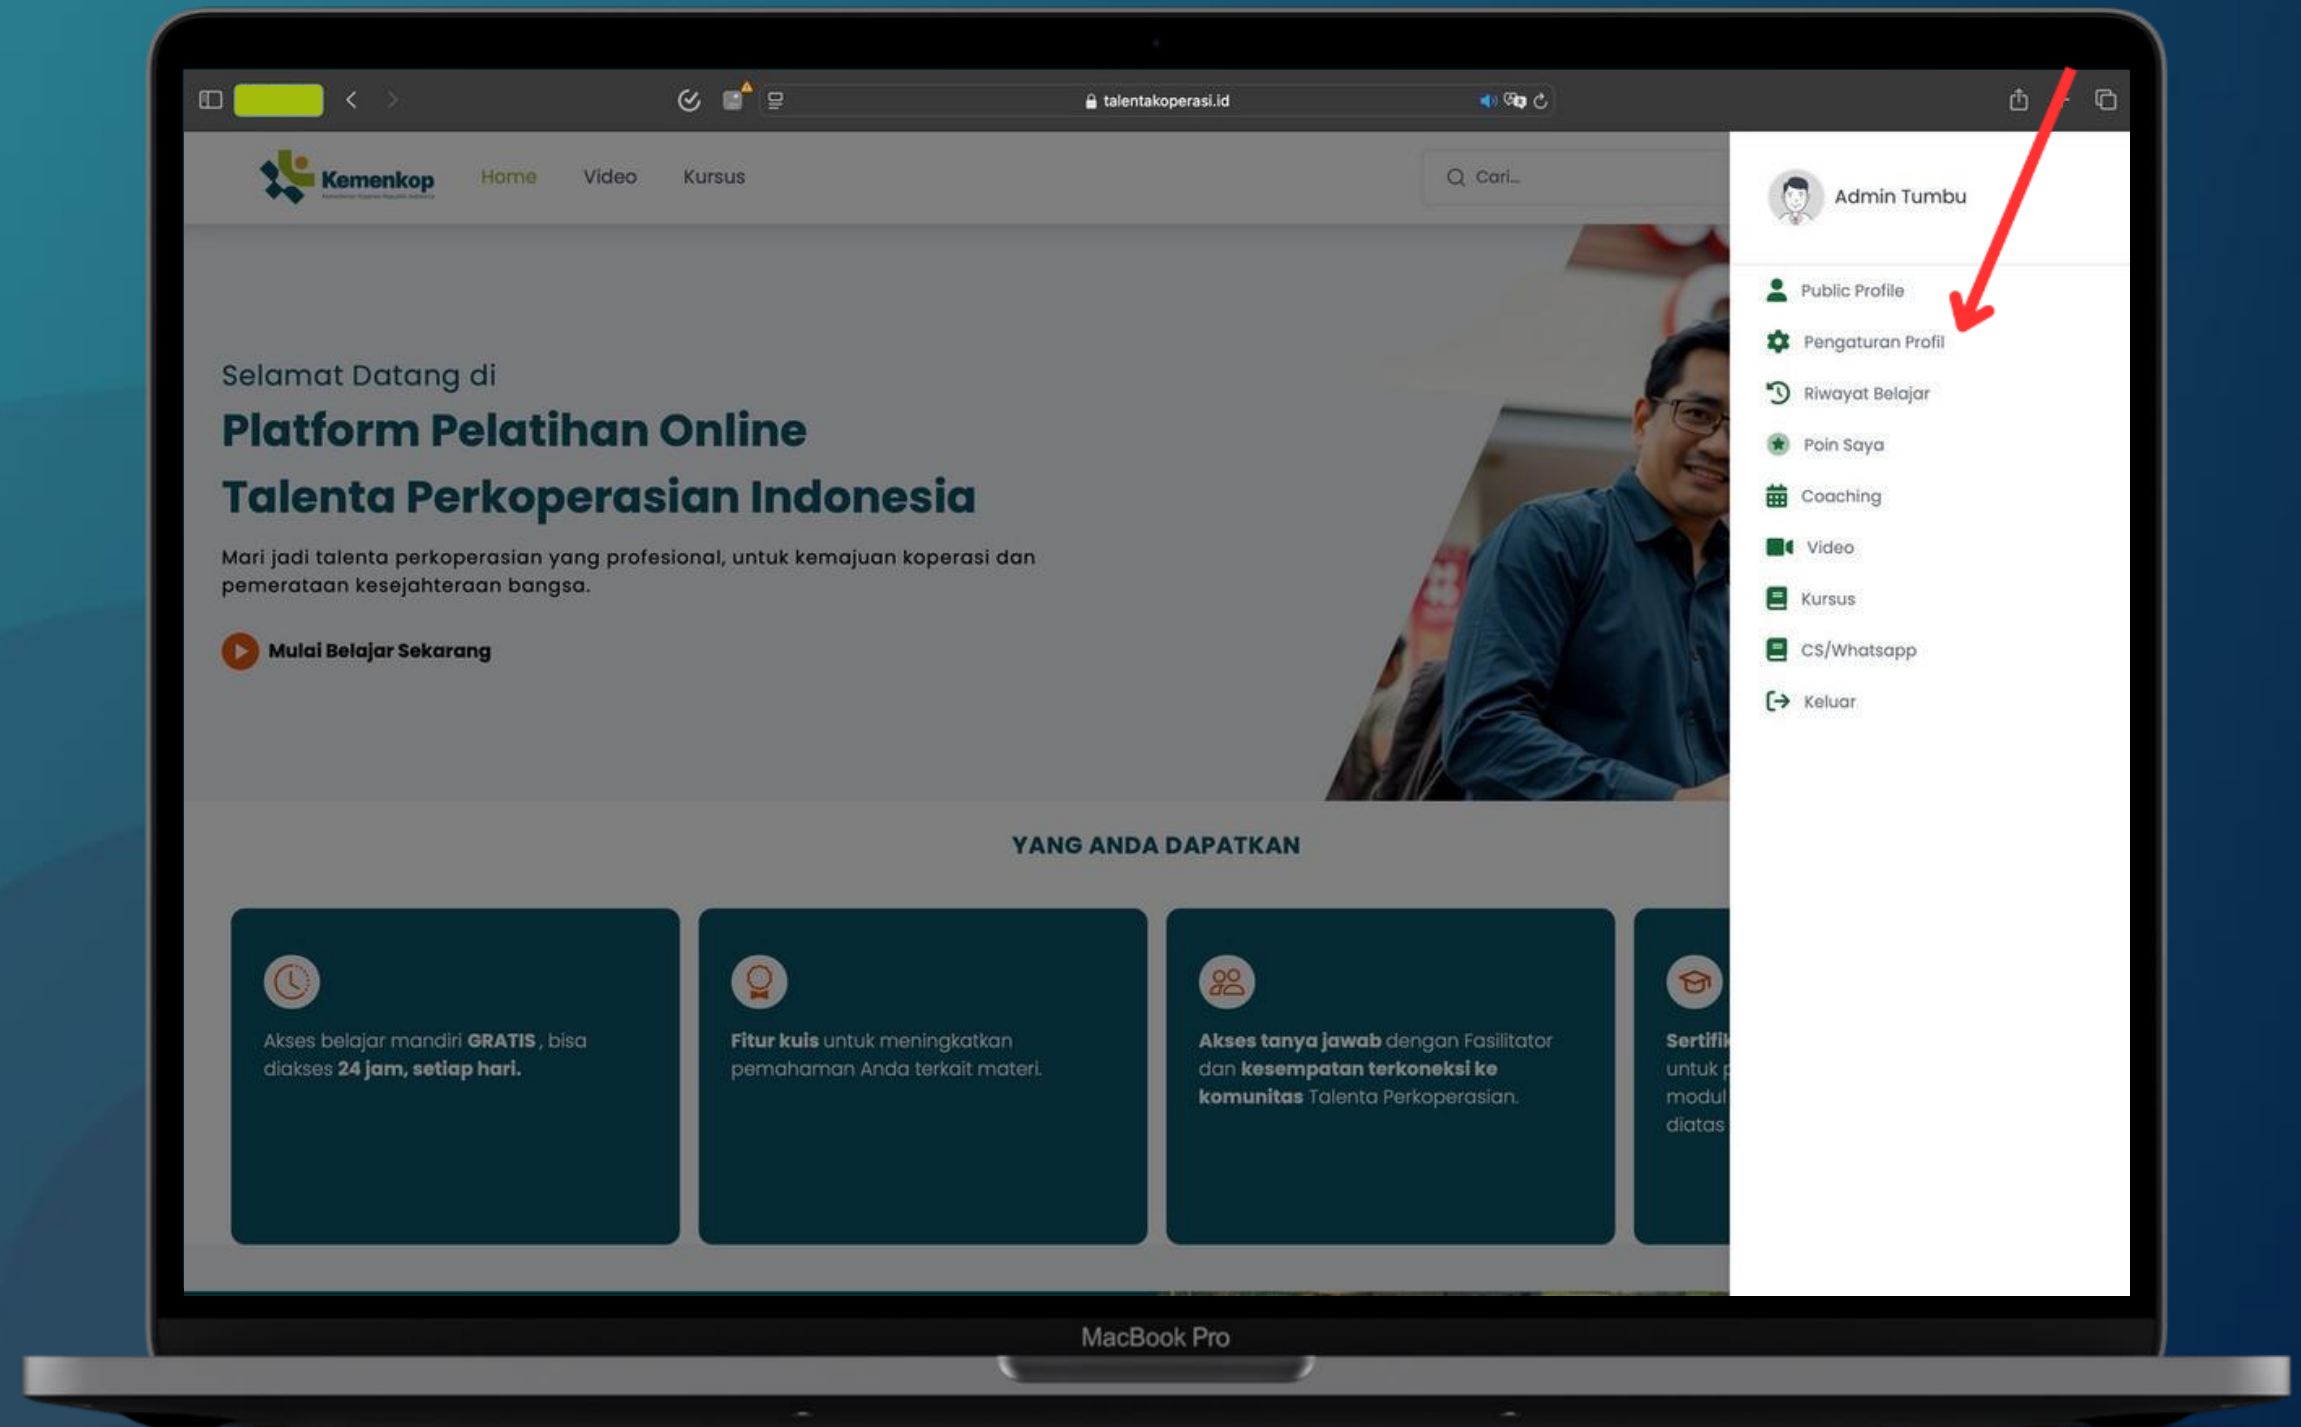 talentakoperasi.id
Kemenkop
Home
Video
Kursus
Cari...
Admin Tumbu
Public Profile
Pengaturan Profil
Riwayat Belajar
Poin Saya
Coaching
Video
Kursus
CS/Whatsapp
Keluar
Selamat Datang di
Platform Pelatihan Online
Talenta Perkoperasian Indonesia
Mari jadi talenta perkoperasian yang profesional, untuk kemajuan koperasi dan
pemerataan kesejahteraan bangsa.
Mulai Belajar Sekarang
YANG ANDA DAPATKAN
Akses belajar mandiri GRATIS , bisa
diakses 24 jam, setiap hari.
Fitur kuis untuk meningkatkan
pemahaman Anda terkait materi.
Akses tanya jawab dengan Fasilitator
dan kesempatan terkoneksi ke
komunitas Talenta Perkoperasian.
Sertifik
untuk p
modul
diatas
MacBook Pro